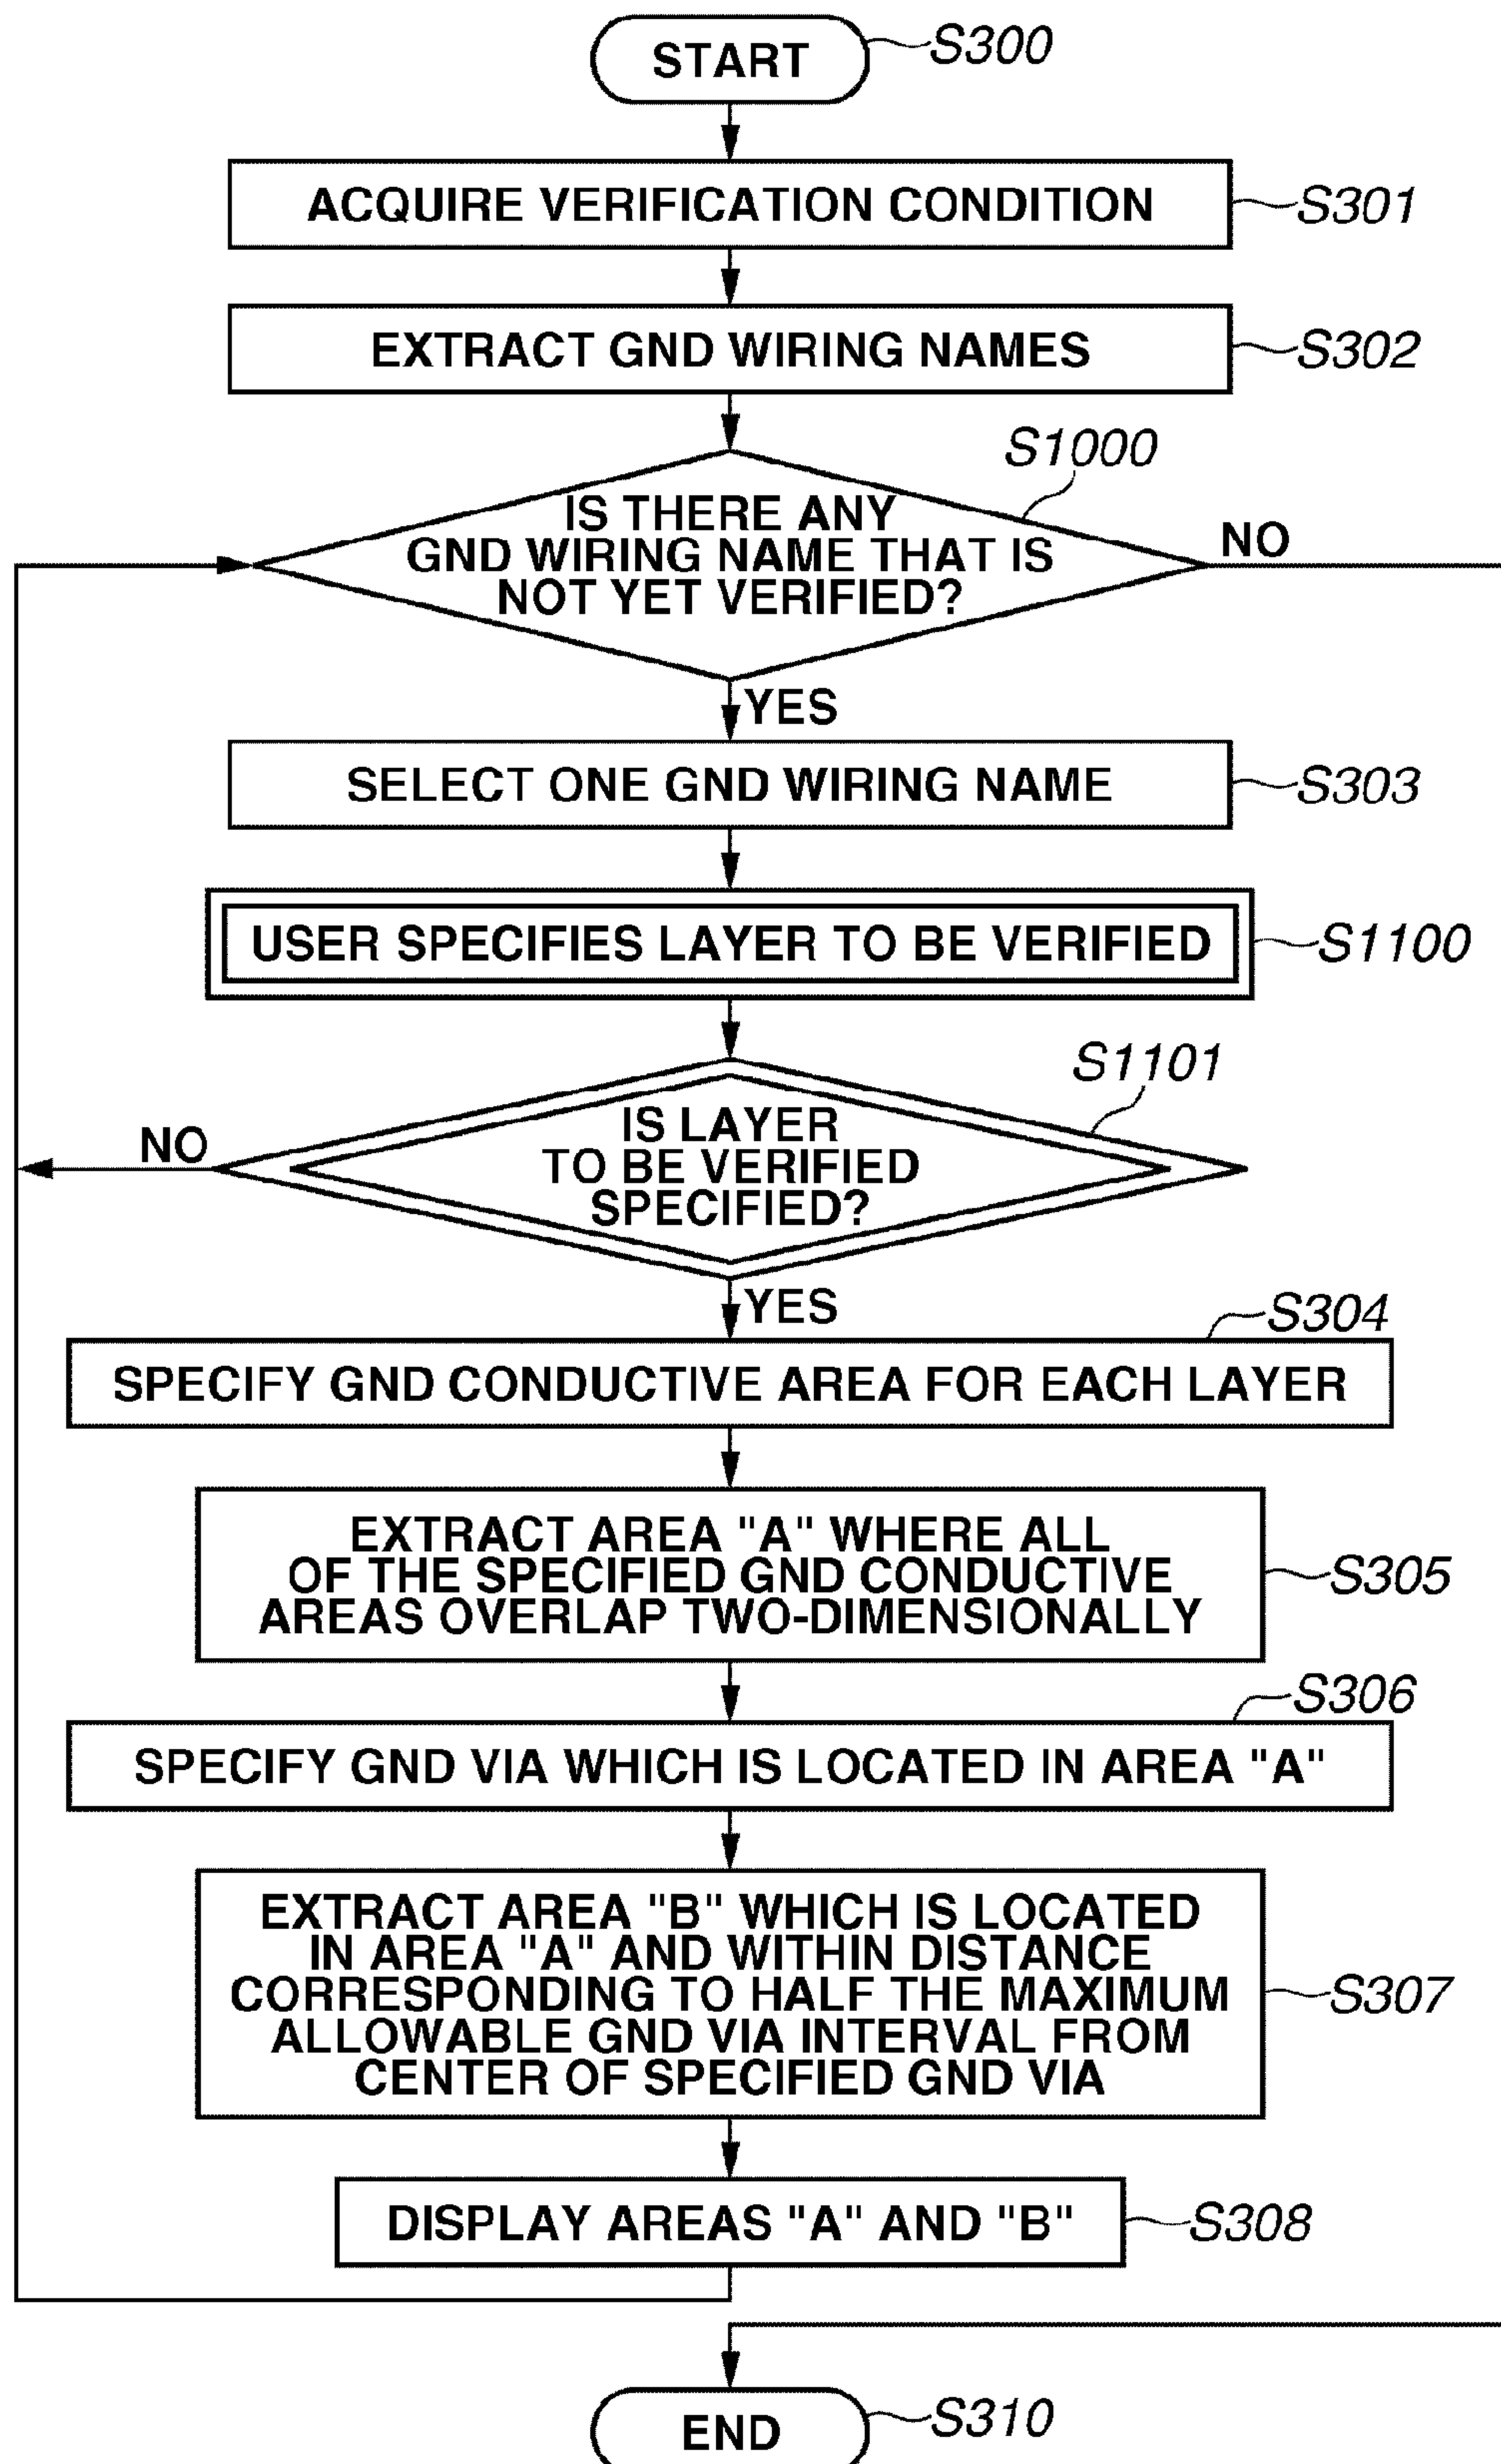 START
S300
ACQUIRE VERIFICATION CONDITION
S301
EXTRACT GND WIRING NAMES
S302
S1000
IS THERE ANY
GND WIRING NAME THAT IS
NOT YET VERIFIED?
NO
YES
SELECT ONE GND WIRING NAME
S303
USER SPECIFIES LAYER TO BE VERIFIED
S1100
S1101
IS LAYER
TO BE VERIFIED
SPECIFIED?
NO
YES
S304
SPECIFY GND CONDUCTIVE AREA FOR EACH LAYER
EXTRACT AREA "A" WHERE ALL
OF THE SPECIFIED GND CONDUCTIVE
AREAS OVERLAP TWO-DIMENSIONALLY
S305
S306
SPECIFY GND VIA WHICH IS LOCATED IN AREA "A"
EXTRACT AREA "B" WHICH IS LOCATED
IN AREA "A" AND WITHIN DISTANCE
CORRESPONDING TO HALF THE MAXIMUM
ALLOWABLE GND VIA INTERVAL FROM
CENTER OF SPECIFIED GND VIA
S307
DISPLAY AREAS "A" AND "B"
S308
END
S310